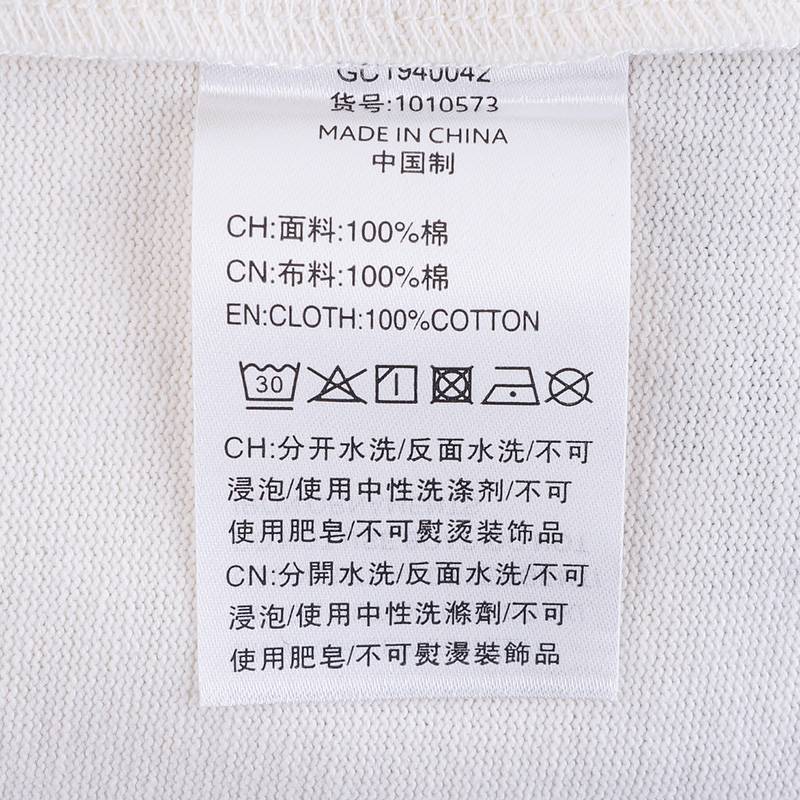 GC1940042
货号:1010573
MADE IN CHINA
中国制
CH:面料:100%棉
CN:布料:100%棉
EN:CLOTH:100%COTTON
30
CH:分开水洗/反面水洗/不可
浸泡/使用中性洗涤剂/不可
使用肥皂/不可熨烫装饰品
CN:分開水洗/反面水洗/不可
浸泡/使用中性洗滌劑/不可
使用肥皂/不可熨燙裝飾品